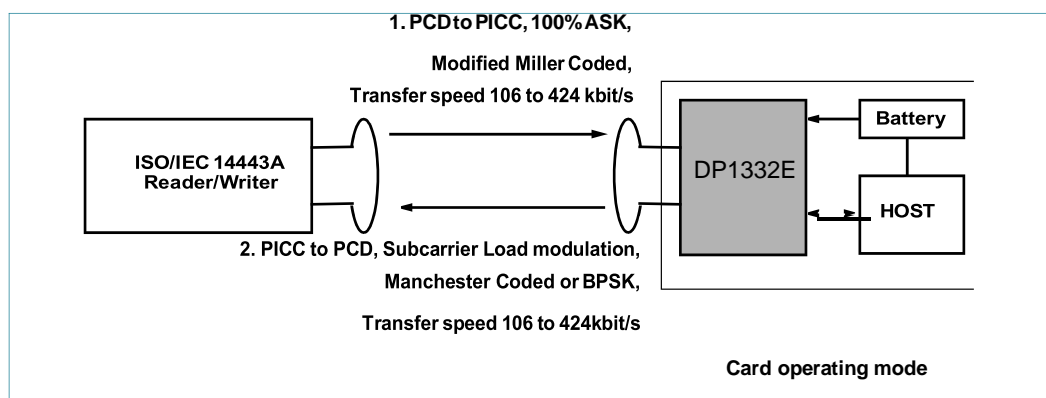 1. PCD to PICC, 100% ASK,
Modified Miller Coded,
Transfer speed 106 to 424 kbit/s
ISO/IEC 14443A
Reader/Writer
DP1332E
Battery
HOST
2. PICC to PCD, Subcarrier Load modulation,
Manchester Coded or BPSK,
Transfer speed 106 to 424kbit/s
Card operating mode